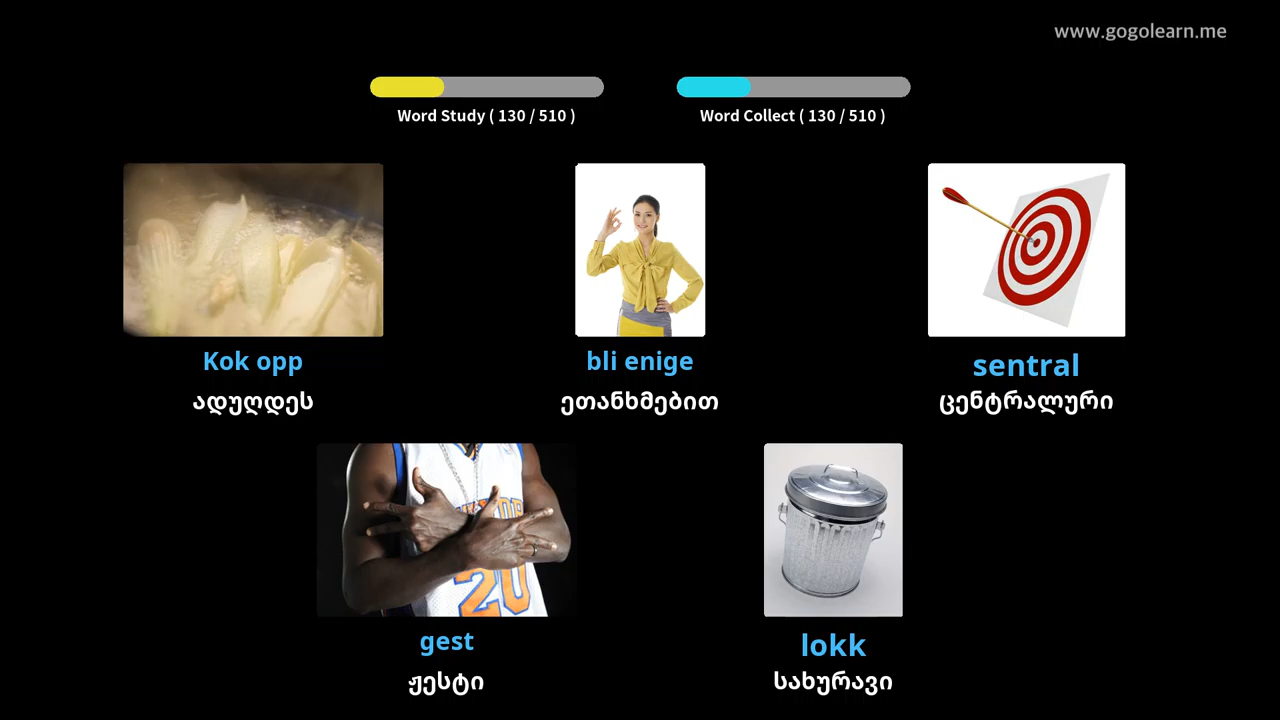 www.gogolearn.me
Word Study ( 130 / 510 )
Word Collect ( 130 / 510 )
Kok opp
ადუღდეს
bli enige
ეთანხმებით
sentral
ცენტრალური
20
gest
ჟესტი
lokk
სახურავი